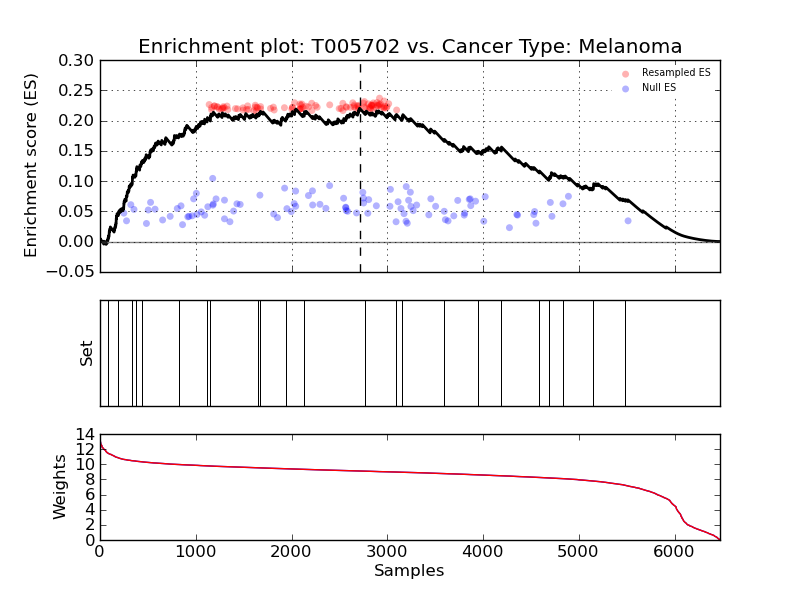 Enrichment plot: T005702 vs. Cancer Type: Melanoma
Enrichment score (ES)
0.30
0.25
0.20
0.15
0.10
0.05
0.00
−0.05
Resampled ES
Null ES
Set
Weights
14
12
10
8
6
4
2
0
0 1000 2000 3000 4000 5000 6000
Samples